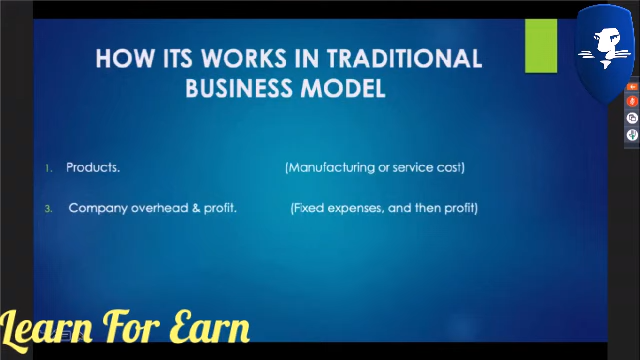 HOW ITS WORKS IN TRADITIONAL
BUSINESS MODEL
1. Products. (Manufacturing or service cost)
3. Company overhead & profit. (Fixed expenses, and then profit)
Learn For Earn